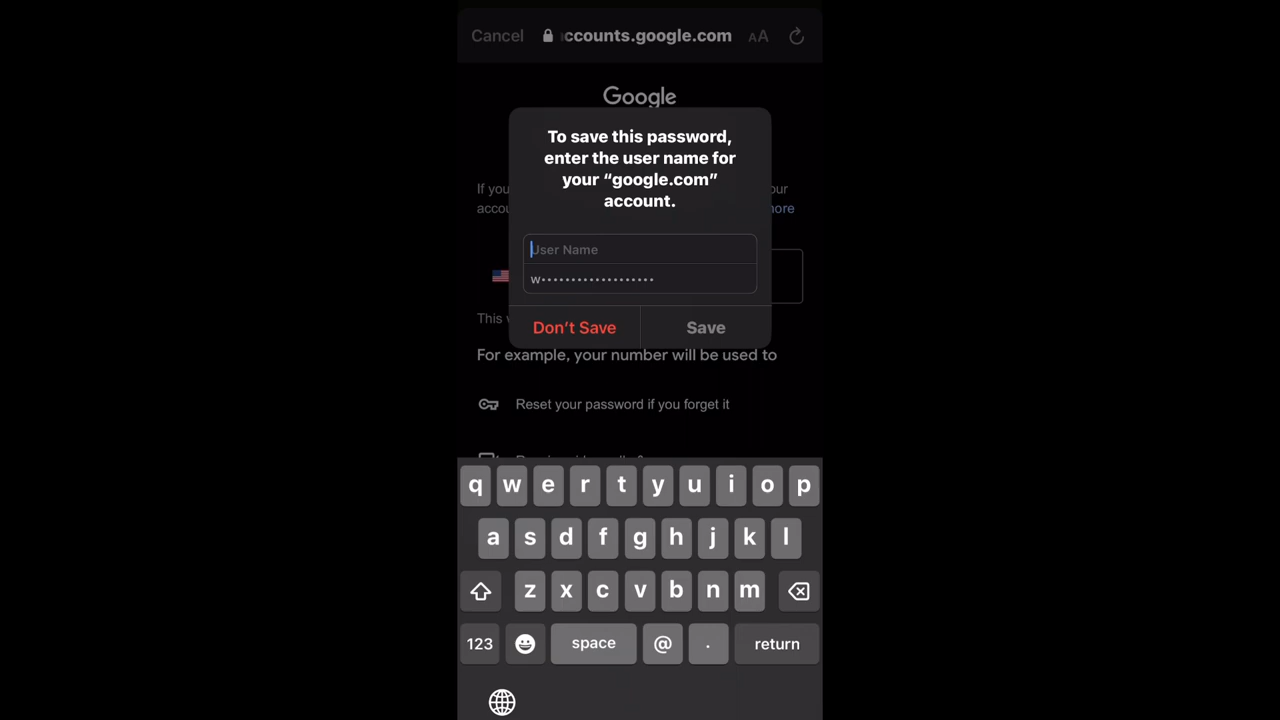 Cancel ccounts.google.com AA
Google
To save this password,
enter the user name for
your “google.com”
account.
If you our
accou ore
User Name
w••••••••••••••••••••
This
Don’t Save Save
For example, your number will be used to
Reset your password if you forget it
q w e r t y u i o p
a s d f g h j k l
z x c v b n m
123 space @ . return